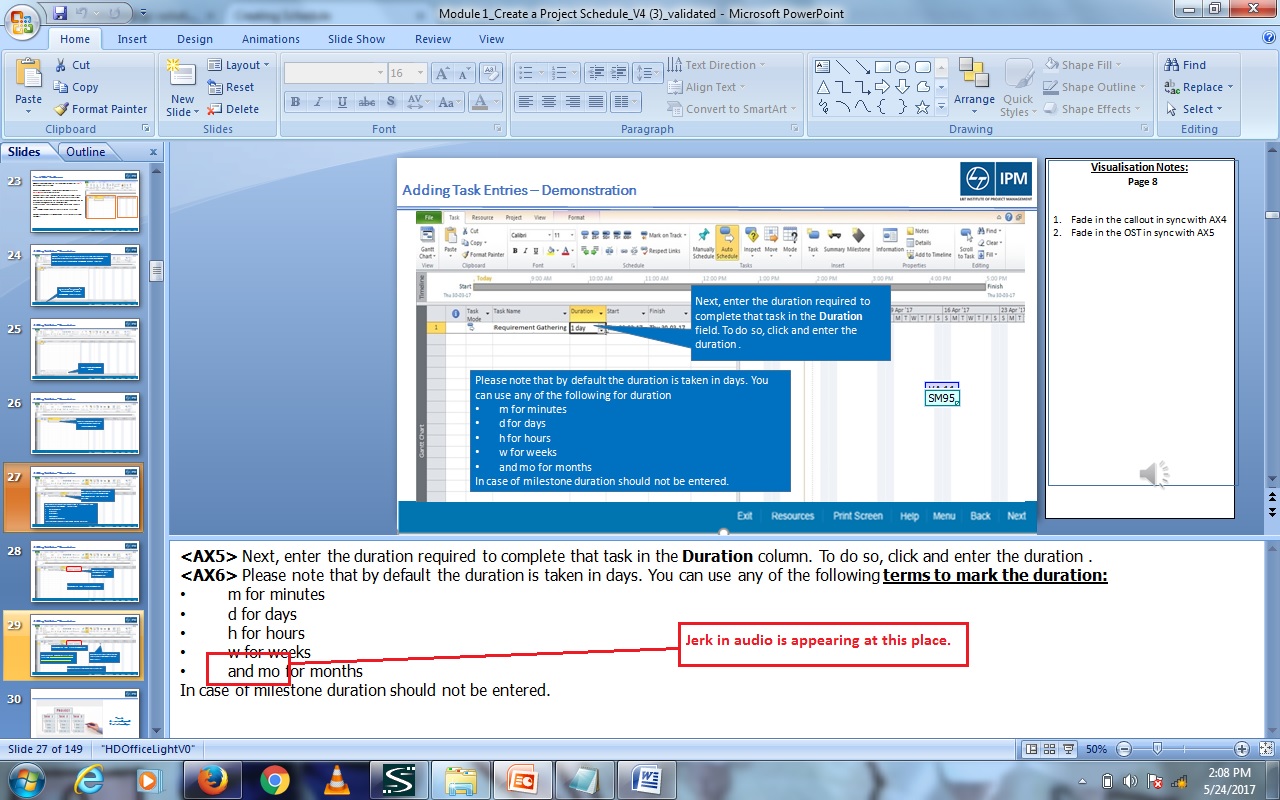 Module 1_Create a Project Schedule_V4 (3)_validated - Microsoft PowerPoint
Home Insert Design Animations Slide Show Review View
Paste
Cut
Copy
Format Painter
Clipboard
New Slide
Layout
Reset
Delete
Slides
16
Font
Text Direction
Align Text
Convert to SmartArt
Paragraph
Arrange
Quick Styles
Shape Fill
Shape Outline
Shape Effects
Drawing
Find
Replace
Select
Editing
Slides Outline x
23
24
25
26
27
28
29
30
Adding Task Entries – Demonstration
IPM
L&T INSTITUTE OF PROJECT MANAGEMENT
File Task Resource Project View Format
Gantt Chart
View
Paste
Cut
Copy
Format Painter
Clipboard
Calibri 11
Font
Mark on Track
Respect Links
Schedule
Manually Schedule
Auto Schedule
Inspect Move Mode
Tasks
Task Summary Milestone
Insert
Information
Notes
Details
Add to Timeline
Properties
Scroll to Task
Find
Clear
Fill
Editing
Timeline
Today 9:00 AM 10:00 AM 11:00 AM 12:00 PM 1:00 PM 2:00 PM 3:00 PM 4:00 PM
Start
Thu 30-03-17
Finish
Thu 30-03-17
Task Mode Task Name Duration Start Finish
16 Apr '17 23 Apr '17
1 Requirement Gathering 1 day
Gantt Chart
Next, enter the duration required to
complete that task in the Duration
field. To do so, click and enter the
duration .
Please note that by default the duration is taken in days. You
can use any of the following for duration
• m for minutes
• d for days
• h for hours
• w for weeks
• and mo for months
In case of milestone duration should not be entered.
SM95
Exit Resources Print Screen Help Menu Back Next
Visualisation Notes:
Page 8
1. Fade in the callout in sync with AX4
2. Fade in the OST in sync with AX5
<AX5> Next, enter the duration required to complete that task in the Duration column. To do so, click and enter the duration .
<AX6> Please note that by default the duration is taken in days. You can use any of the following terms to mark the duration:
• m for minutes
• d for days
• h for hours
• w for weeks
• and mo for months
In case of milestone duration should not be entered.
Jerk in audio is appearing at this place.
Slide 27 of 149 "HDOfficeLightV0" 50%
2:08 PM
5/24/2017